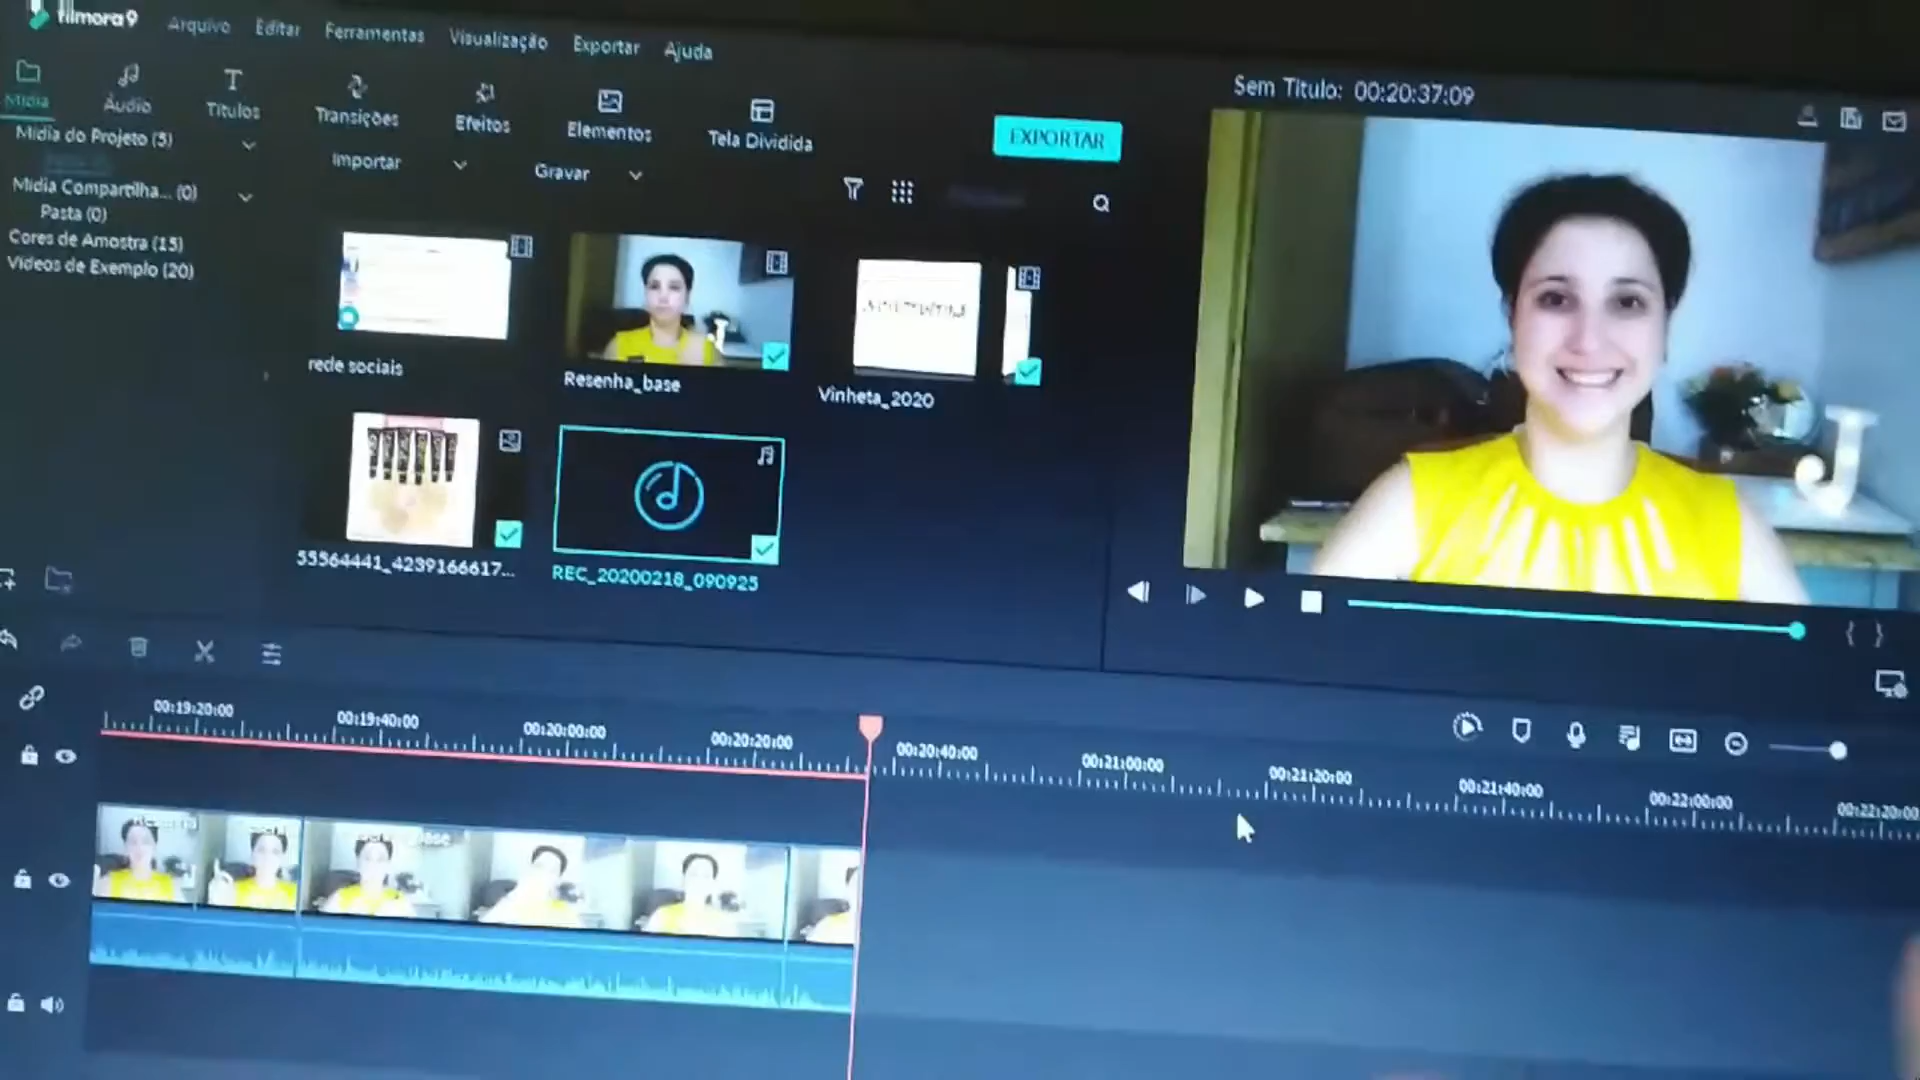 filmora9
Arquivo Editar Ferramentas Visualização Exportar Ajuda
Sem Título: 00:20:37:09
Mídia Áudio Títulos Transições Efeitos Elementos Tela Dividida
EXPORTAR
Mídia do Projeto (5)
Importar Gravar
Mídia Compartilha... (0)
Pasta (0)
Cores de Amostra (15)
Vídeos de Exemplo (20)
rede sociais
Resenha_base
Vinheta_2020
55564441_4239166617...
REC_20200218_090925
00:19:20:00 00:19:40:00 00:20:00:00 00:20:20:00 00:20:40:00 00:21:00:00 00:21:20:00 00:21:40:00 00:22:00:00 00:22:20:00
J